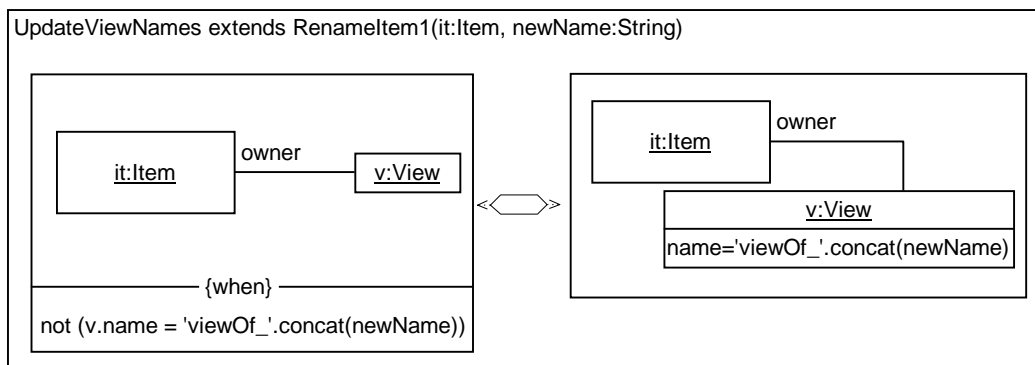 UpdateViewNames extends RenameItem1(it:Item, newName:String)
it:Item
owner
v:View
{when}
not (v.name = 'viewOf_'.concat(newName))
it:Item
owner
v:View
name='viewOf_'.concat(newName)